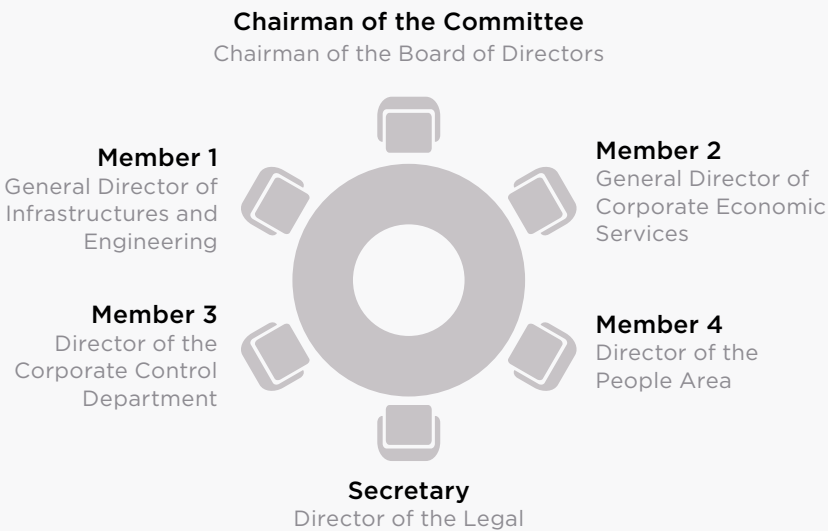 Chairman of the Committee
Chairman of the Board of Directors
Member 1
General Director of
Infrastructures and
Engineering
Member 2
General Director of
Corporate Economic
Services
Member 3
Director of the
Corporate Control
Department
Member 4
Director of the
People Area
Secretary
Director of the Legal